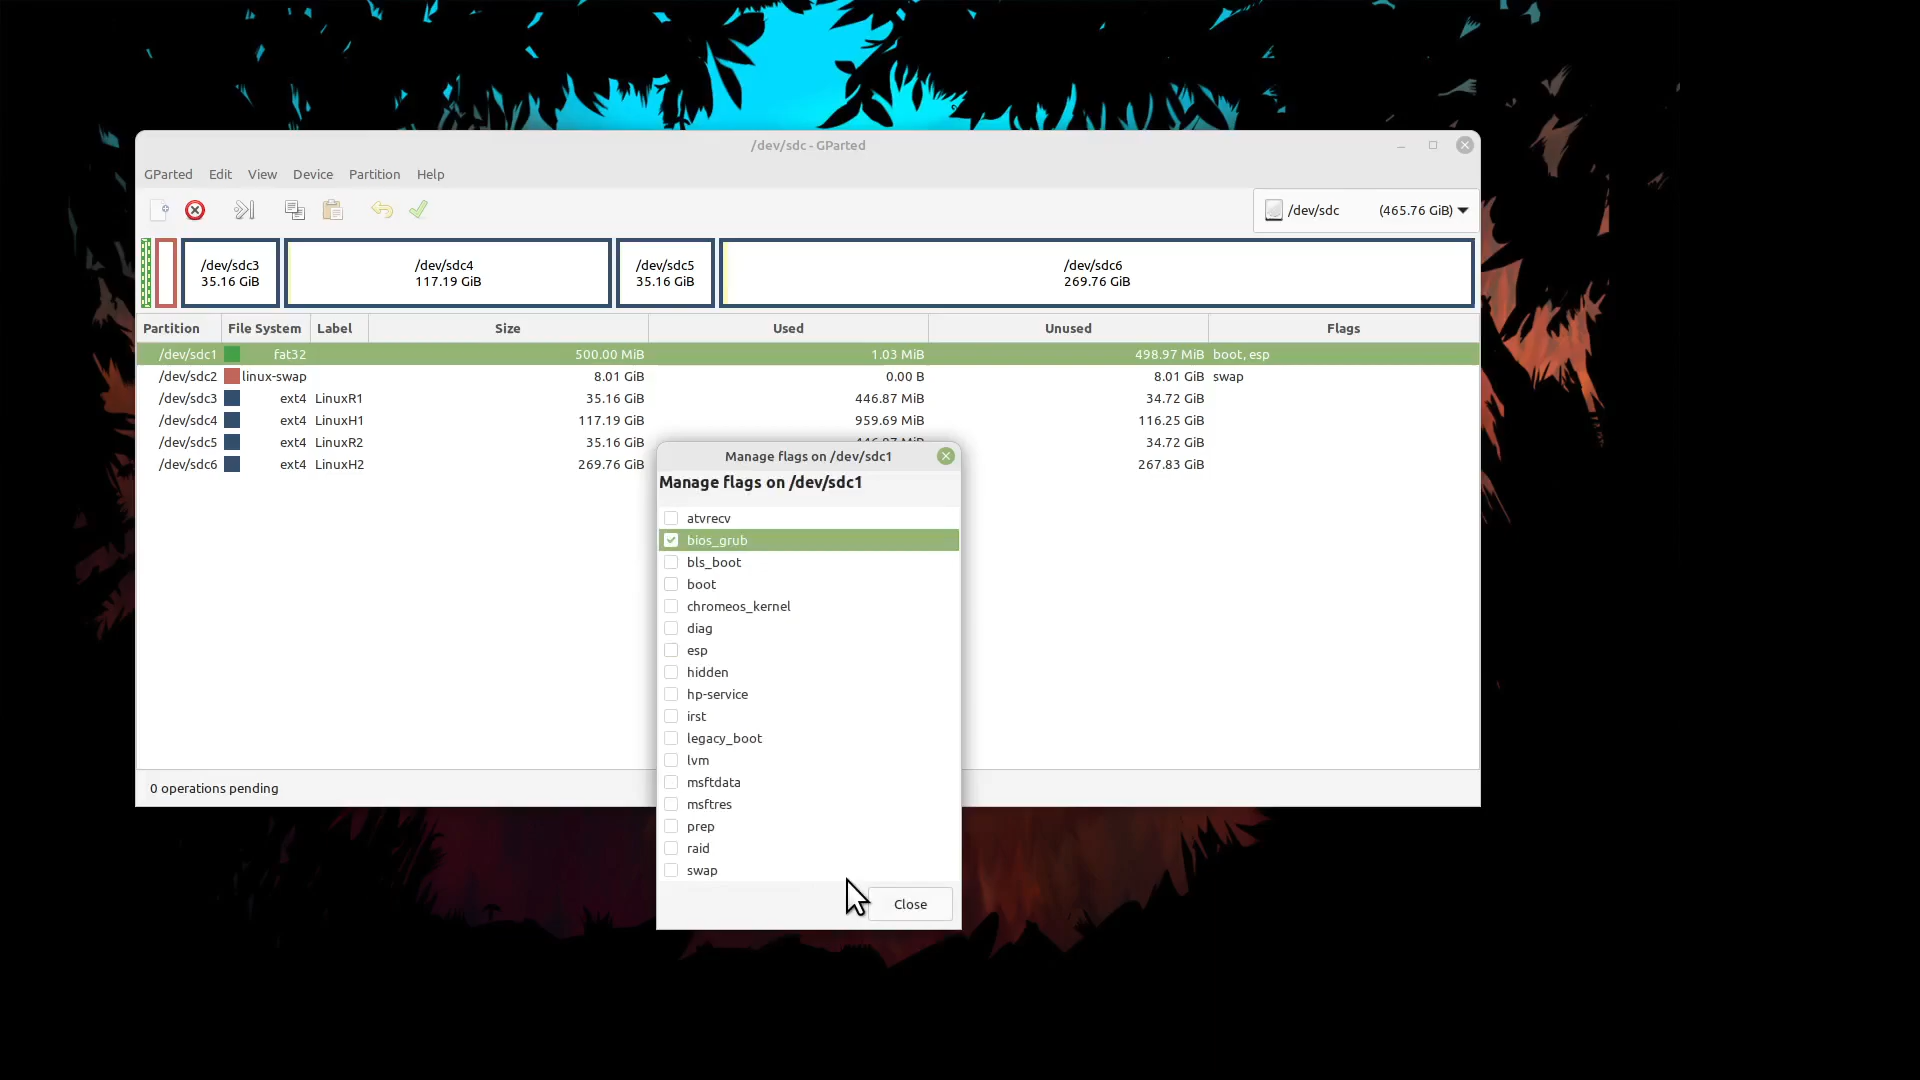 /dev/sdc - GParted
GParted Edit View Device Partition Help
/dev/sdc (465.76 GiB)
/dev/sdc3 /dev/sdc4 /dev/sdc5 /dev/sdc6
35.16 GiB 117.19 GiB 35.16 GiB 269.76 GiB
Partition File System Label Size Used Unused Flags
/dev/sdc1 fat32 500.00 MiB 1.03 MiB 498.97 MiB boot, esp
/dev/sdc2 linux-swap 8.01 GiB 0.00 B 8.01 GiB swap
/dev/sdc3 ext4 LinuxR1 35.16 GiB 446.87 MiB 34.72 GiB
/dev/sdc4 ext4 LinuxH1 117.19 GiB 959.69 MiB 116.25 GiB
/dev/sdc5 ext4 LinuxR2 35.16 GiB 446.87 MiB 34.72 GiB
/dev/sdc6 ext4 LinuxH2 269.76 GiB 267.83 GiB
Manage flags on /dev/sdc1
Manage flags on /dev/sdc1
atvrecv
bios_grub
bls_boot
boot
chromeos_kernel
diag
esp
hidden
hp-service
irst
legacy_boot
lvm
msftdata
msftres
prep
raid
swap
Close
0 operations pending